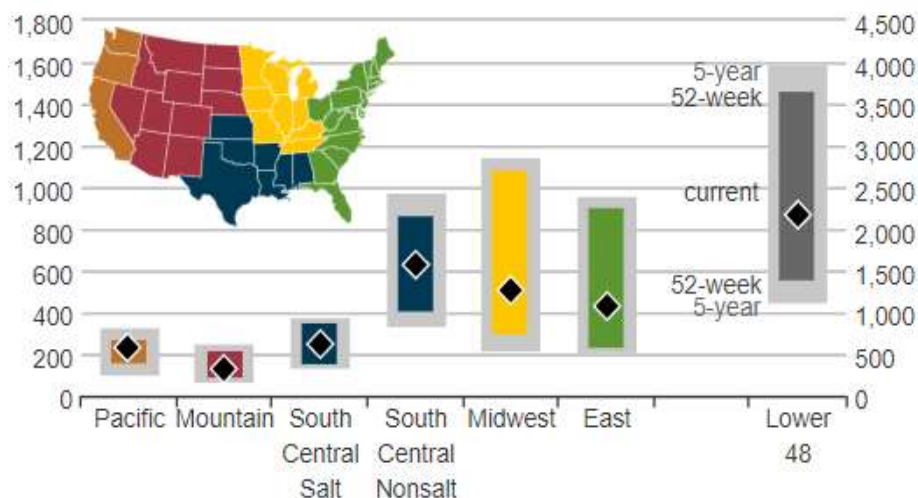 1,800
1,600
1,400
1,200
1,000
800
600
400
200
0
4,500
4,000
3,500
3,000
2,500
2,000
1,500
1,000
500
0
5-year
52-week
current
52-week
5-year
Pacific
Mountain
South
Central
Salt
South
Central
Nonsalt
Midwest
East
Lower
48